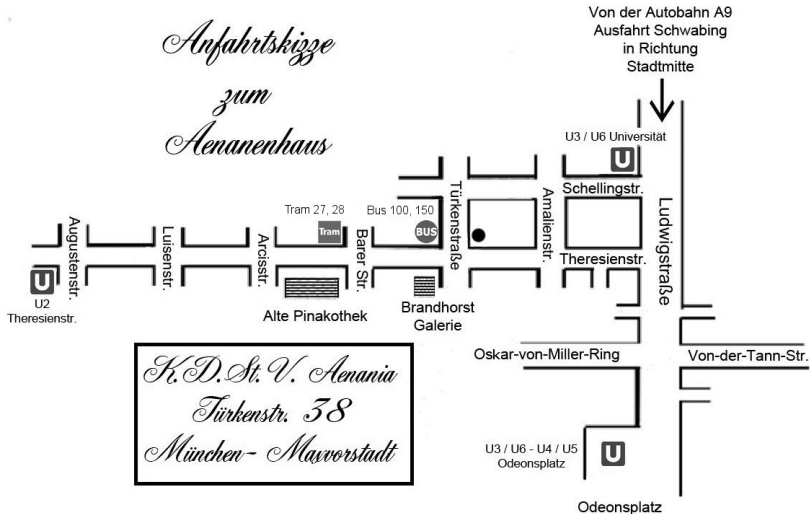 Anfahrtskizze
zum
Aenanenhaus
Von der Autobahn A9
Ausfahrt Schwabing
in Richtung
Stadtmitte
U3 / U6 Universität
U
Schellingstr.
Tram 27, 28
Tram
Bus 100, 150
BUS
Augustenstr.
Luisenstr.
Arcisstr.
Barer Str.
Türkenstraße
Amalienstr.
Ludwigstraße
Theresienstr.
U
U2
Theresienstr.
Alte Pinakothek
Brandhorst
Galerie
Oskar-von-Miller-Ring
Von-der-Tann-Str.
K.D.St.V. Aenania
Türkenstr. 38
München- Maxvorstadt
U3 / U6 - U4 / U5
Odeonsplatz
U
Odeonsplatz